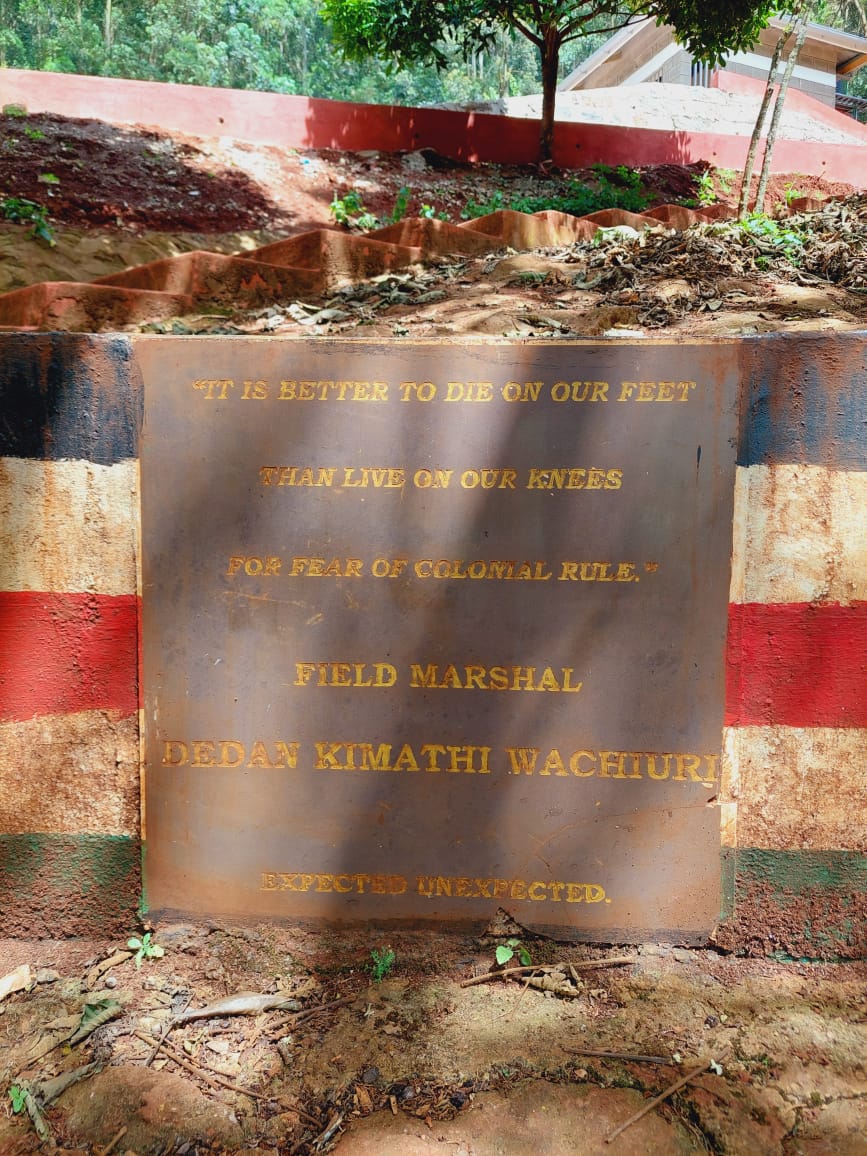 “IT IS BETTER TO DIE ON OUR FEET
THAN LIVE ON OUR KNEES
FOR FEAR OF COLONIAL RULE.”
FIELD MARSHAL
DEDAN KIMATHI WACHIURI
EXPECTED UNEXPECTED.